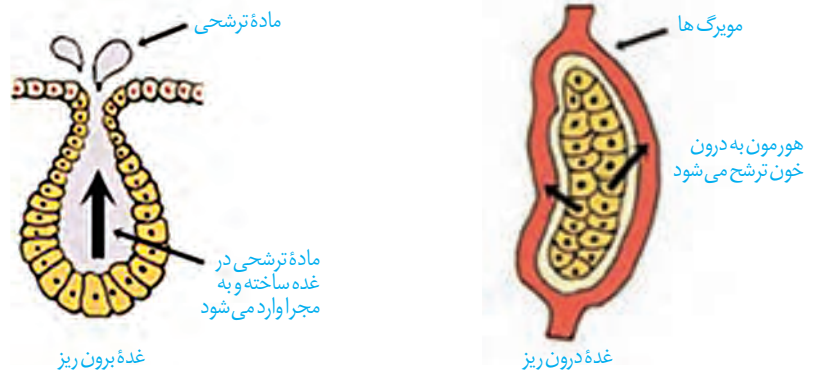 مویرگ ها
هورمون به درون
خون ترشح می شود
غدهٔ درون ریز
مادهٔ ترشحی
مادهٔ ترشحی در
غده ساخته و به
مجرا وارد می شود
غدهٔ برون ریز